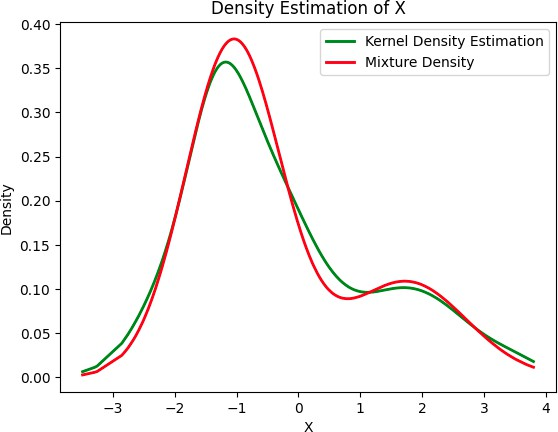 Density Estimation of X
Kernel Density Estimation
Mixture Density
Density
0.40
0.35
0.30
0.25
0.20
0.15
0.10
0.05
0.00
−3 −2 −1 0 1 2 3 4
X